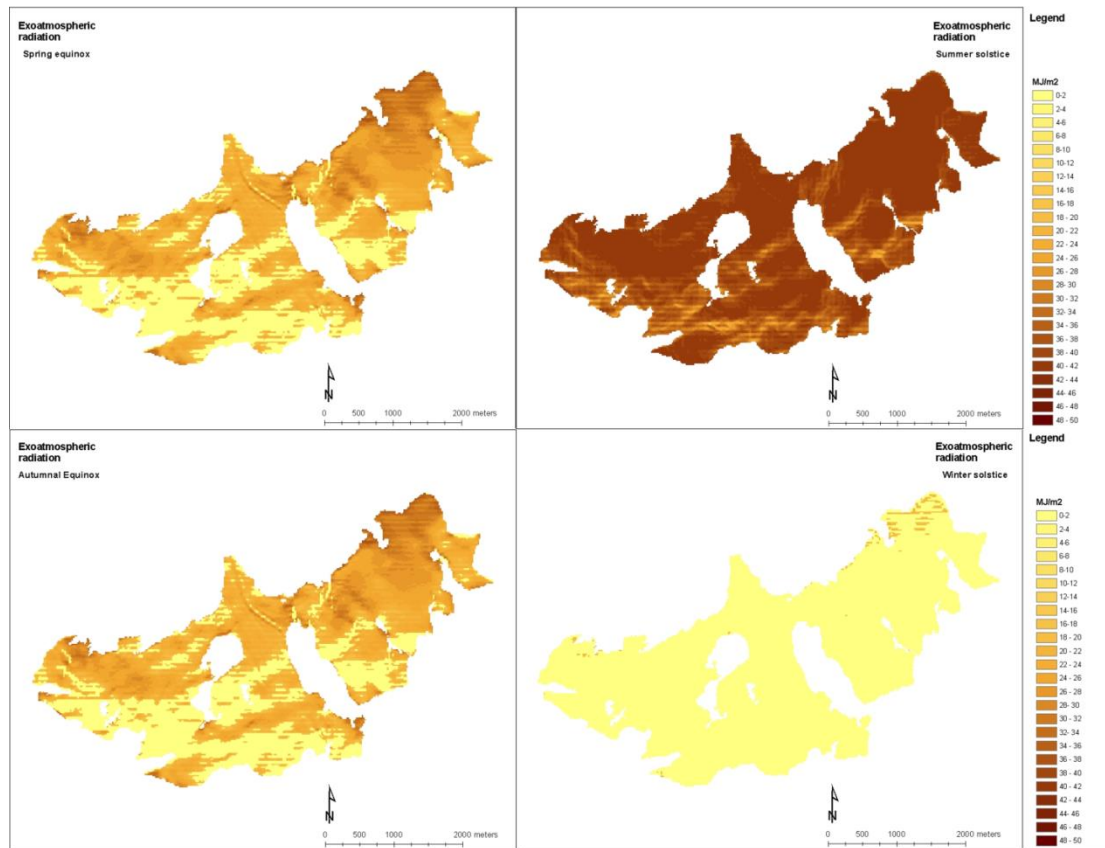 Exoatmospheric
radiation
Spring equinox
N
0 500 1000 2000 meters
Exoatmospheric
radiation
Summer solstice
N
0 500 1000 2000 meters
Legend
MJ/m2
0-2
2-4
4-6
6-8
8-10
10-12
12-14
14-16
16-18
18 - 20
20 - 22
22 - 24
24 - 26
26 - 28
28- 30
30 - 32
32- 34
34 - 36
36 - 38
38 - 40
40 - 42
42 - 44
44- 46
46 - 48
48 - 50
Exoatmospheric
radiation
Autumnal Equinox
N
0 500 1000 2000 meters
Exoatmospheric
radiation
Winter solstice
N
0 500 1000 2000 meters
Legend
MJ/m2
0-2
2-4
4-6
6-8
8-10
10-12
12-14
14-16
16-18
18 - 20
20 - 22
22 - 24
24 - 26
26 - 28
28- 30
30 - 32
32- 34
34 - 36
36 - 38
38 - 40
40 - 42
42 - 44
44- 46
46 - 48
48 - 50